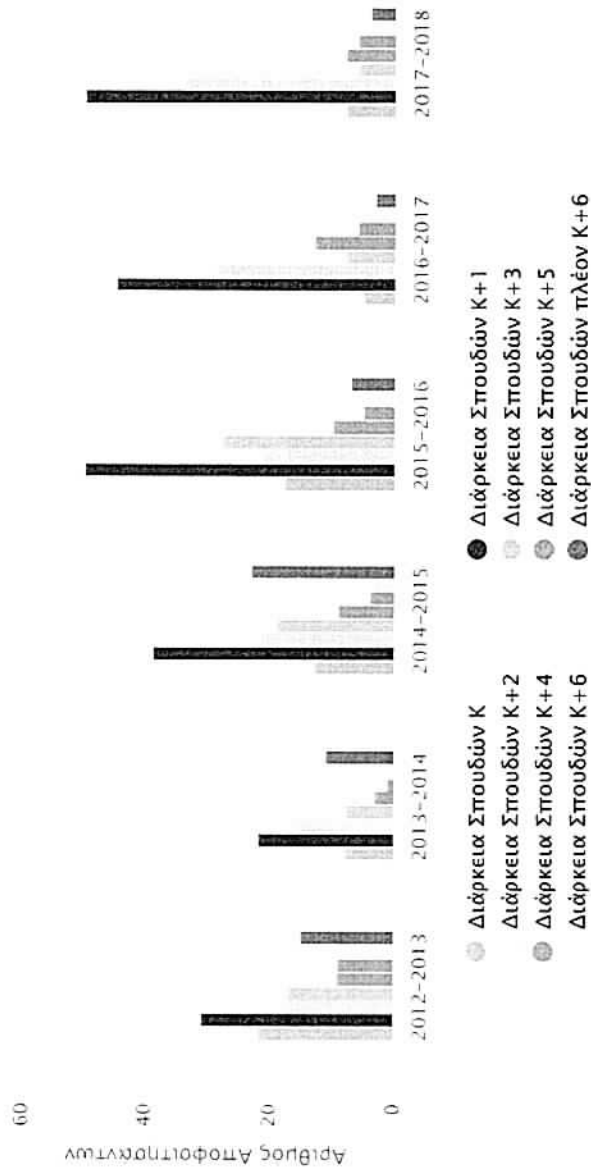 Αριθμος Αποφοιτησάντων
60
40
20
0
2012-2013
2013-2014
2014-2015
2015-2016
2016-2017
2017-2018
Διάρκεια Σπουδών Κ
Διάρκεια Σπουδών Κ+1
Διάρκεια Σπουδών Κ+2
Διάρκεια Σπουδών Κ+3
Διάρκεια Σπουδών Κ+4
Διάρκεια Σπουδών Κ+5
Διάρκεια Σπουδών Κ+6
Διάρκεια Σπουδών πλέον Κ+6